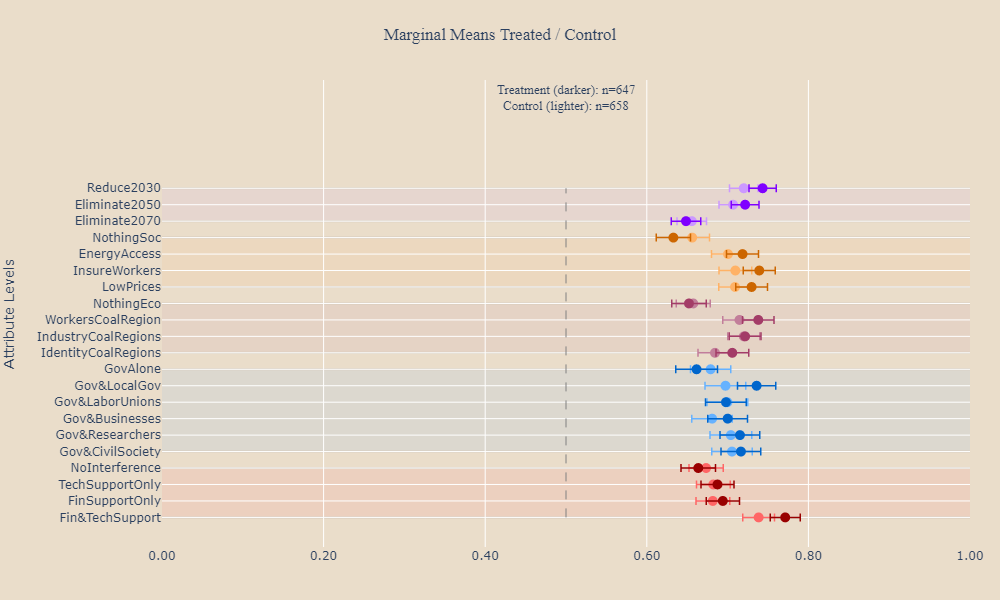 Marginal Means Treated / Control
Treatment (darker): n=647
Control (lighter): n=658
Attribute Levels
Reduce2030
Eliminate2050
Eliminate2070
NothingSoc
EnergyAccess
InsureWorkers
LowPrices
NothingEco
WorkersCoalRegion
IndustryCoalRegions
IdentityCoalRegions
GovAlone
Gov&LocalGov
Gov&LaborUnions
Gov&Businesses
Gov&Researchers
Gov&CivilSociety
NoInterference
TechSupportOnly
FinSupportOnly
Fin&TechSupport
0.00 0.20 0.40 0.60 0.80 1.00